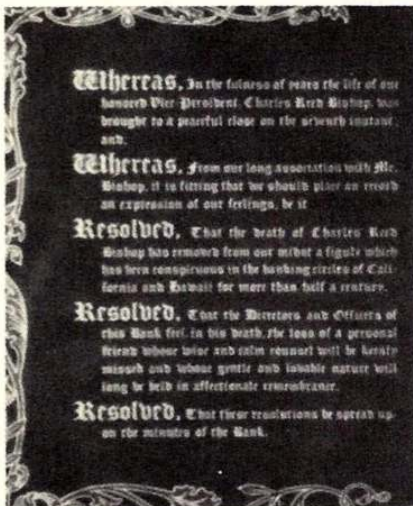 Whereas, In the fulness of years the life of our
honored Vice President, Charles Reed Bishop, was
brought to a peaceful close on the seventh instant,
and,
Whereas, From our long association with Mr.
Bishop, it is fitting that we should place on record
an expression of our feelings, be it
Resolved, That the death of Charles Reed
Bishop has removed from our midst a figure which
has been conspicuous in the banking circles of Cali-
fornia and Hawaii for more than half a century.
Resolved, That the Directors and Officers of
this Bank feel, in his death, the loss of a personal
friend whose wise and calm counsel will be keenly
missed and whose gentle and lovable nature will
long be held in affectionate remembrance.
Resolved, That these resolutions be spread up-
on the minutes of the Bank.